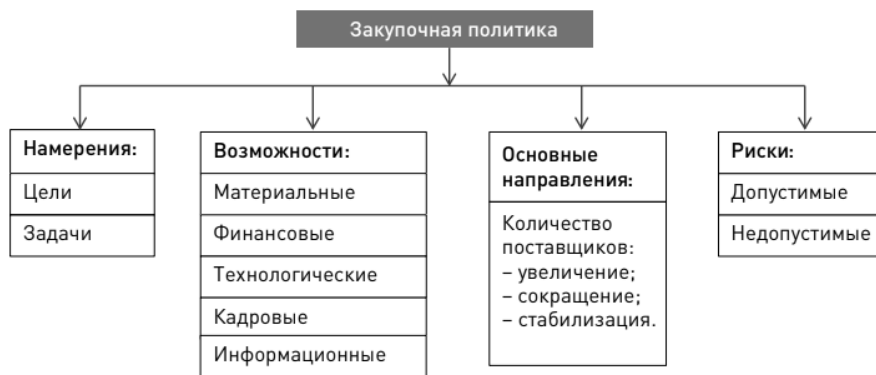 Закупочная политика
Намерения:
Цели
Задачи
Возможности:
Материальные
Финансовые
Технологические
Кадровые
Информационные
Основные
направления:
Количество
поставщиков:
– увеличение;
– сокращение;
– стабилизация.
Риски:
Допустимые
Недопустимые